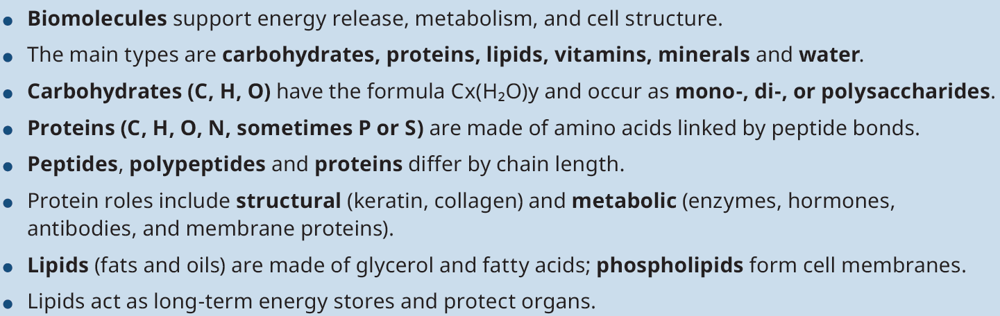 • Biomolecules support energy release, metabolism, and cell structure.
• The main types are carbohydrates, proteins, lipids, vitamins, minerals and water.
• Carbohydrates (C, H, O) have the formula Cx(H₂O)y and occur as mono-, di-, or polysaccharides.
• Proteins (C, H, O, N, sometimes P or S) are made of amino acids linked by peptide bonds.
• Peptides, polypeptides and proteins differ by chain length.
• Protein roles include structural (keratin, collagen) and metabolic (enzymes, hormones,
antibodies, and membrane proteins).
• Lipids (fats and oils) are made of glycerol and fatty acids; phospholipids form cell membranes.
• Lipids act as long-term energy stores and protect organs.